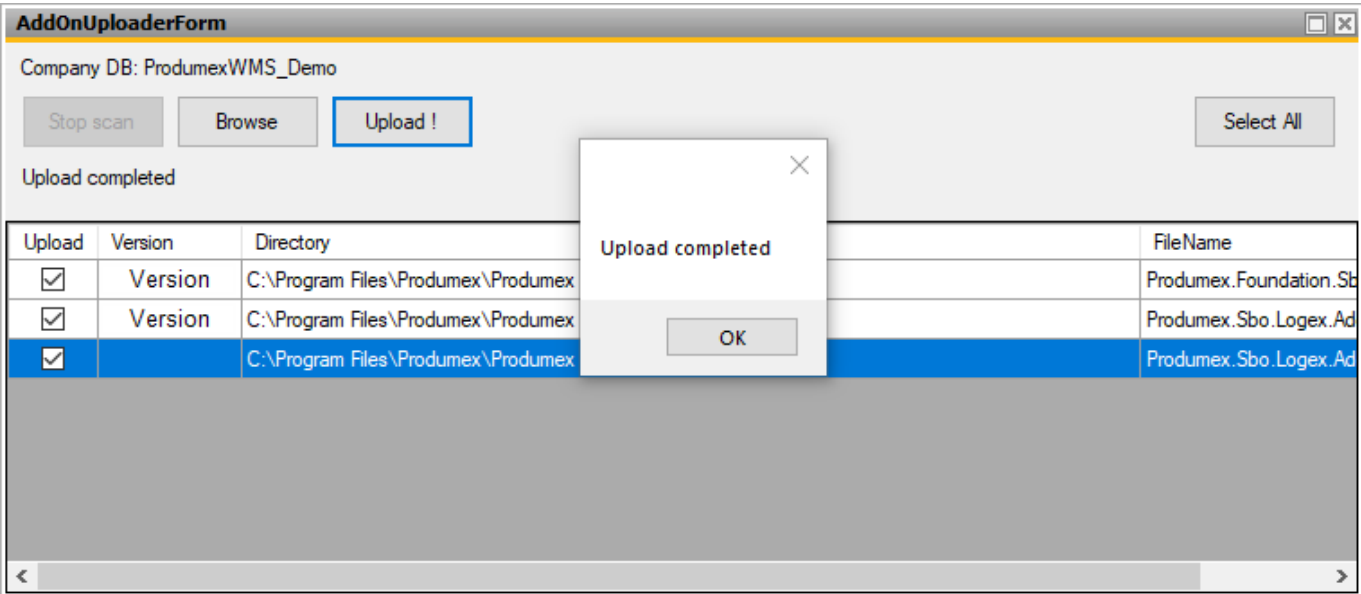 AddOnUploaderForm
Company DB: ProdumexWMS_Demo
Stop scan Browse Upload ! Select All
Upload completed
Upload Version Directory FileName
Version C:\Program Files\Produmex\Produmex Produmex.Foundation.Sb
Version C:\Program Files\Produmex\Produmex Produmex.Sbo.Logex.Ad
C:\Program Files\Produmex\Produmex Produmex.Sbo.Logex.Ad
Upload completed
OK